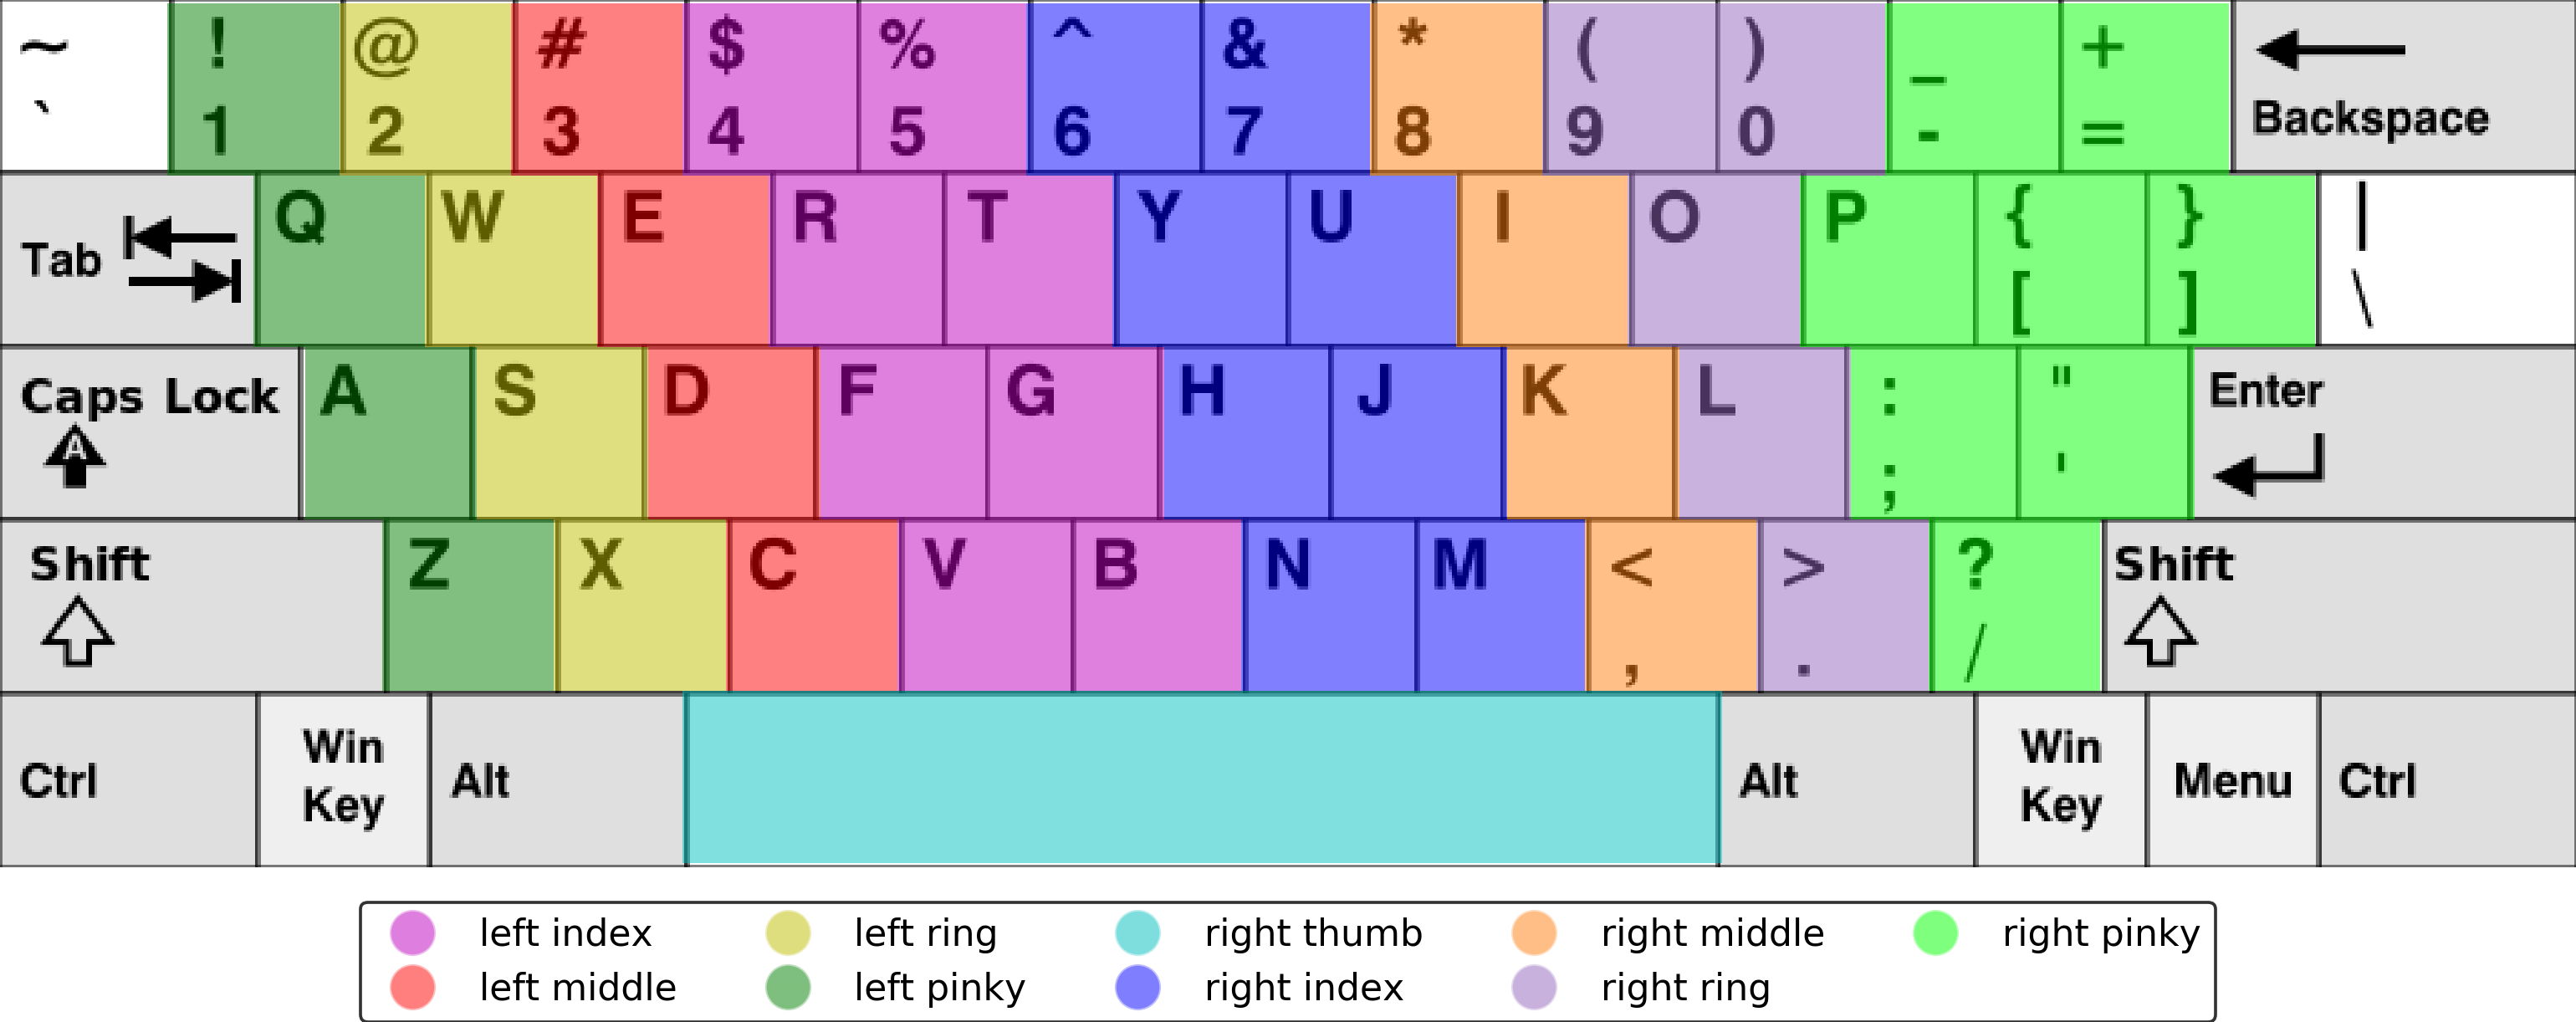 ~ ! @ # $ % ^ & * ( ) _ +
` 1 2 3 4 5 6 7 8 9 0 - = Backspace
Tab Q W E R T Y U I O P { } |
[ ] \
Caps Lock A S D F G H J K L : " Enter
A ; '
Shift Z X C V B N M < > ? Shift
, . /
Ctrl Win Key Alt Alt Win Key Menu Ctrl
left index left ring right thumb right middle right pinky
left middle left pinky right index right ring